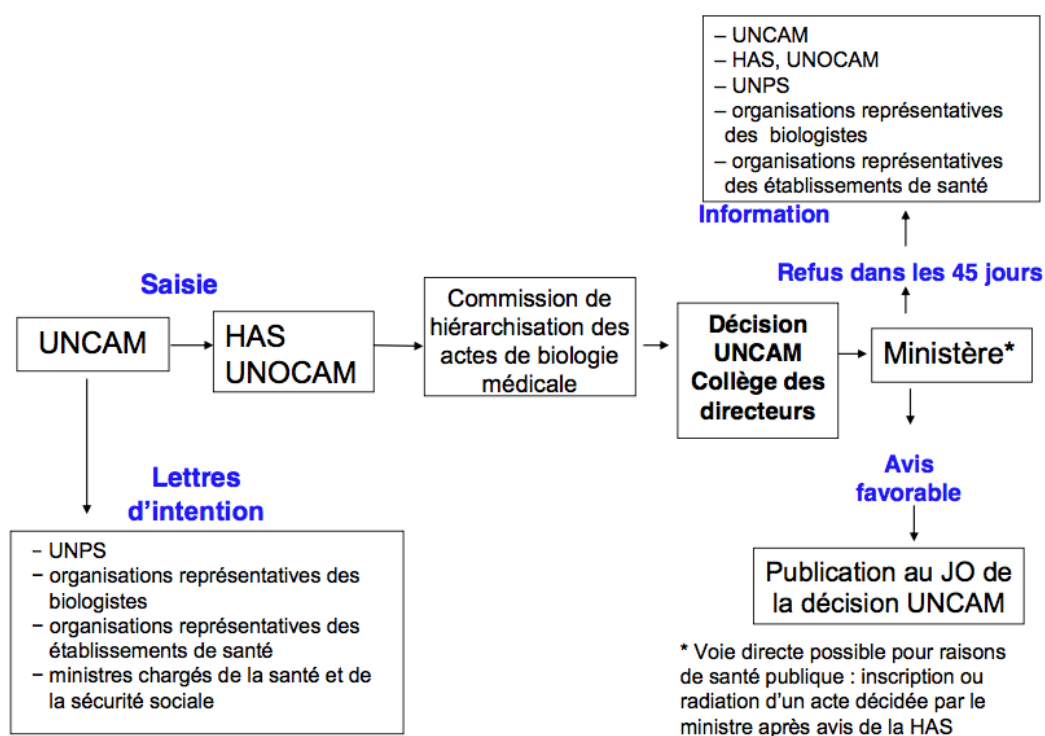 – UNCAM
– HAS, UNOCAM
– UNPS
– organisations représentatives
des biologistes
– organisations représentatives
des établissements de santé
Information
Refus dans les 45 jours
Saisie
UNCAM
HAS
UNOCAM
Commission de
hiérarchisation des
actes de biologie
médicale
Décision
UNCAM
Collège des
directeurs
Ministère*
Lettres
d’intention
Avis
favorable
– UNPS
– organisations représentatives des
biologistes
– organisations représentatives des
établissements de santé
– ministres chargés de la santé et de
la sécurité sociale
Publication au JO de
la décision UNCAM
* Voie directe possible pour raisons
de santé publique : inscription ou
radiation d’un acte décidée par le
ministre après avis de la HAS